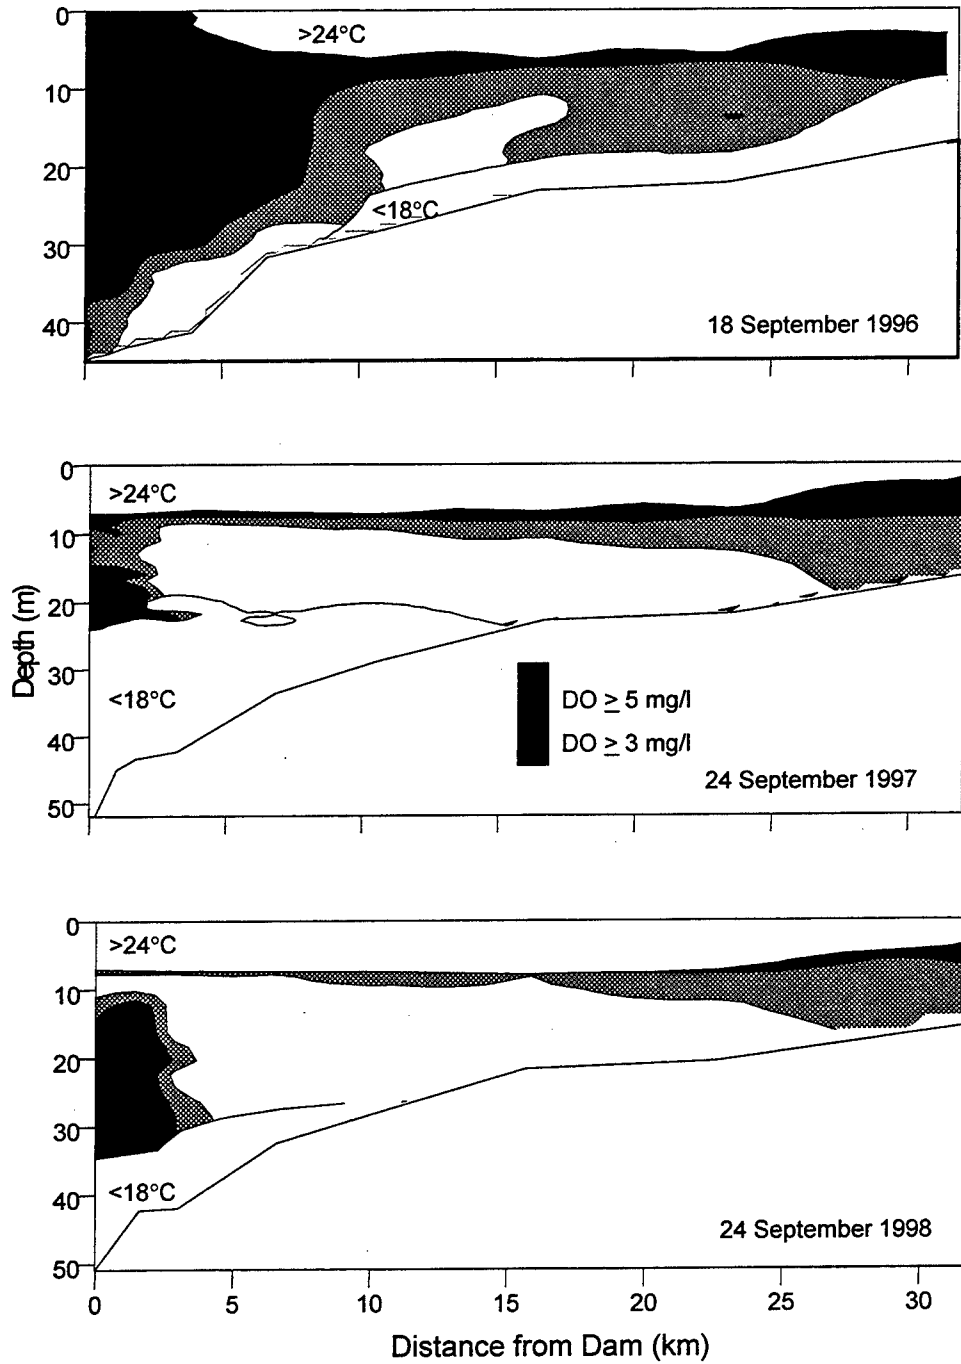 0
10
20
30
40
>24°C
<18°C
18 September 1996
Depth (m)
0
10
20
30
40
50
>24°C
<18°C
DO ≥ 5 mg/l
DO ≥ 3 mg/l
24 September 1997
0
10
20
30
40
50
>24°C
<18°C
24 September 1998
0 5 10 15 20 25 30
Distance from Dam (km)